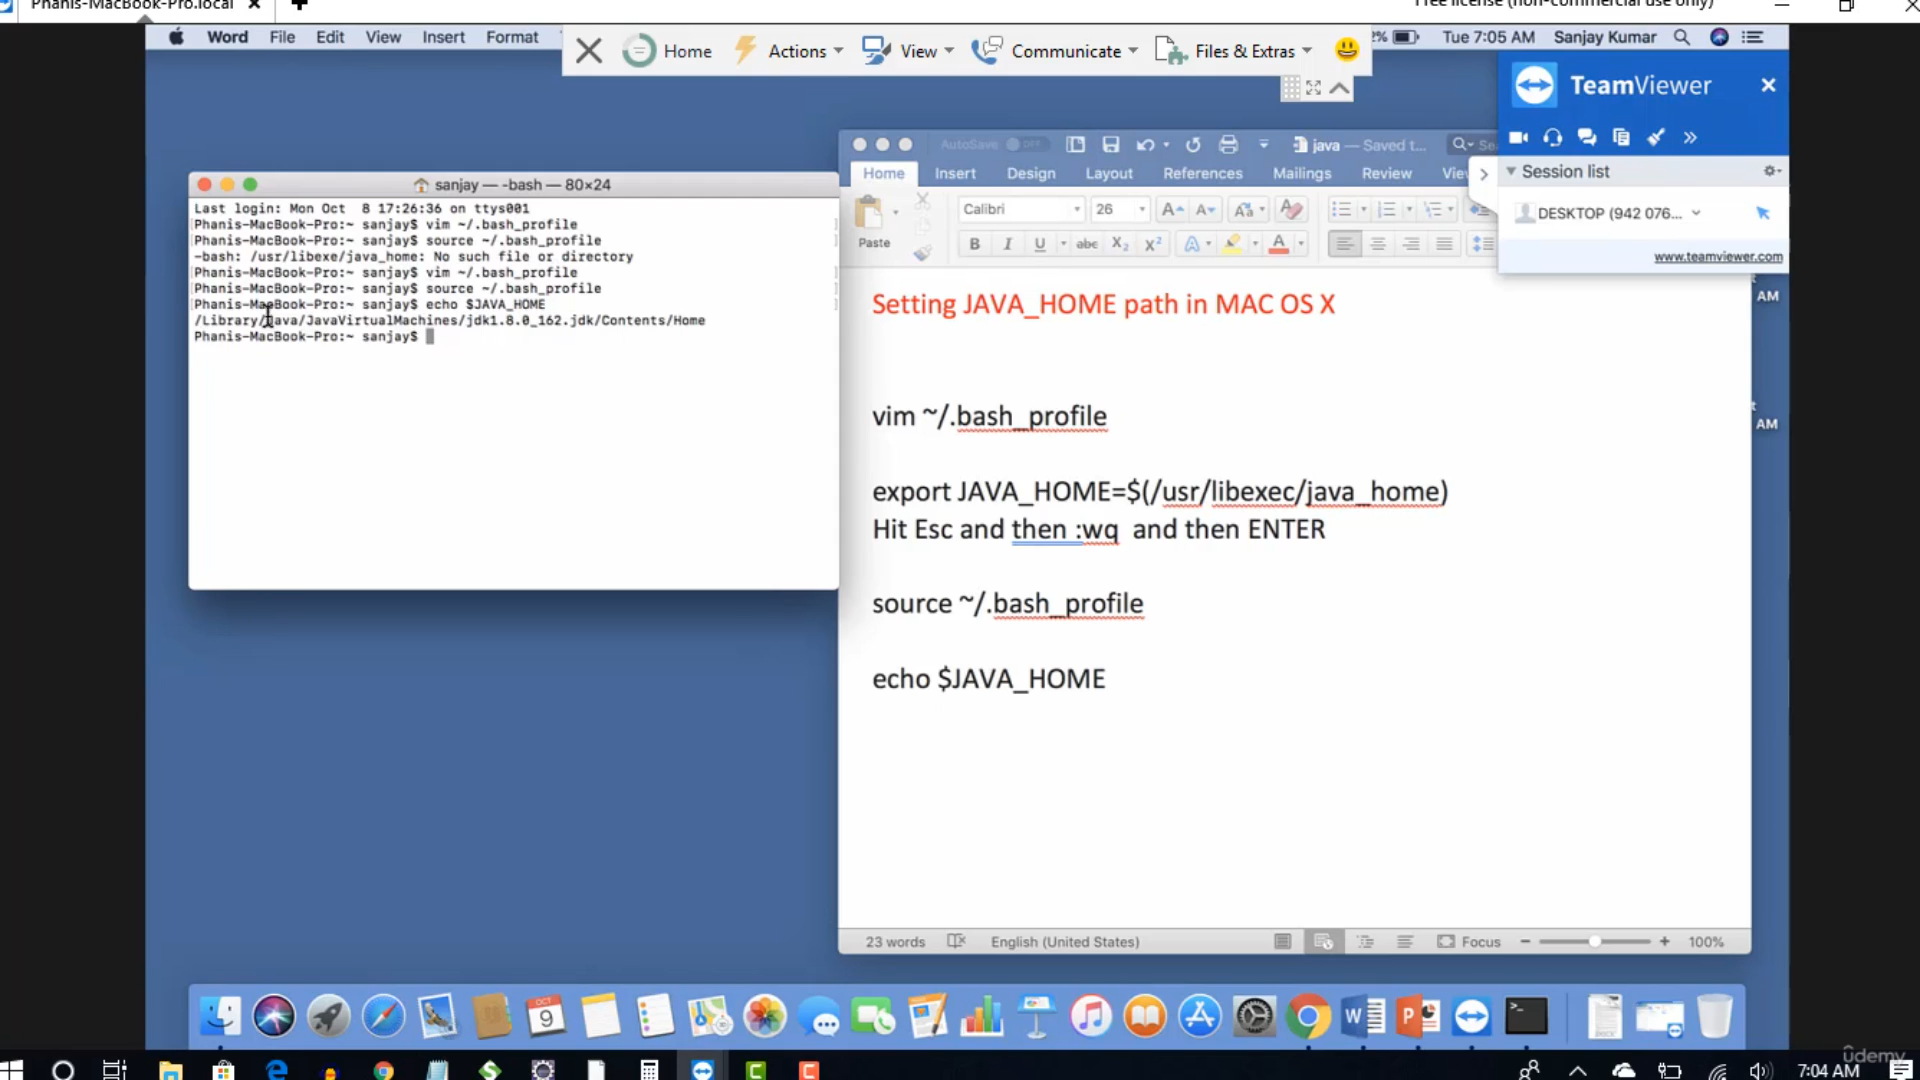 Phanis-MacBook-Pro.local
Free license (non-commercial use only)
Word File Edit View Insert Format
Home Actions View Communicate Files & Extras
2% Tue 7:05 AM Sanjay Kumar
TeamViewer
Session list
DESKTOP (942 076...
www.teamviewer.com
sanjay — -bash — 80×24
Last login: Mon Oct  8 17:26:36 on ttys001
Phanis-MacBook-Pro:~ sanjay$ vim ~/.bash_profile
Phanis-MacBook-Pro:~ sanjay$ source ~/.bash_profile
-bash: /usr/libexe/java_home: No such file or directory
Phanis-MacBook-Pro:~ sanjay$ vim ~/.bash_profile
Phanis-MacBook-Pro:~ sanjay$ source ~/.bash_profile
Phanis-MacBook-Pro:~ sanjay$ echo $JAVA_HOME
/Library/Java/JavaVirtualMachines/jdk1.8.0_162.jdk/Contents/Home
Phanis-MacBook-Pro:~ sanjay$
AutoSave OFF java — Saved t...
Home Insert Design Layout References Mailings Review
Paste Calibri 26
B I U abc X2 X2 A A
Setting JAVA_HOME path in MAC OS X
vim ~/.bash_profile
export JAVA_HOME=$(/usr/libexec/java_home)
Hit Esc and then :wq  and then ENTER
source ~/.bash_profile
echo $JAVA_HOME
AM
AM
23 words English (United States) Focus 100%
OCT
9
udemy
7:04 AM